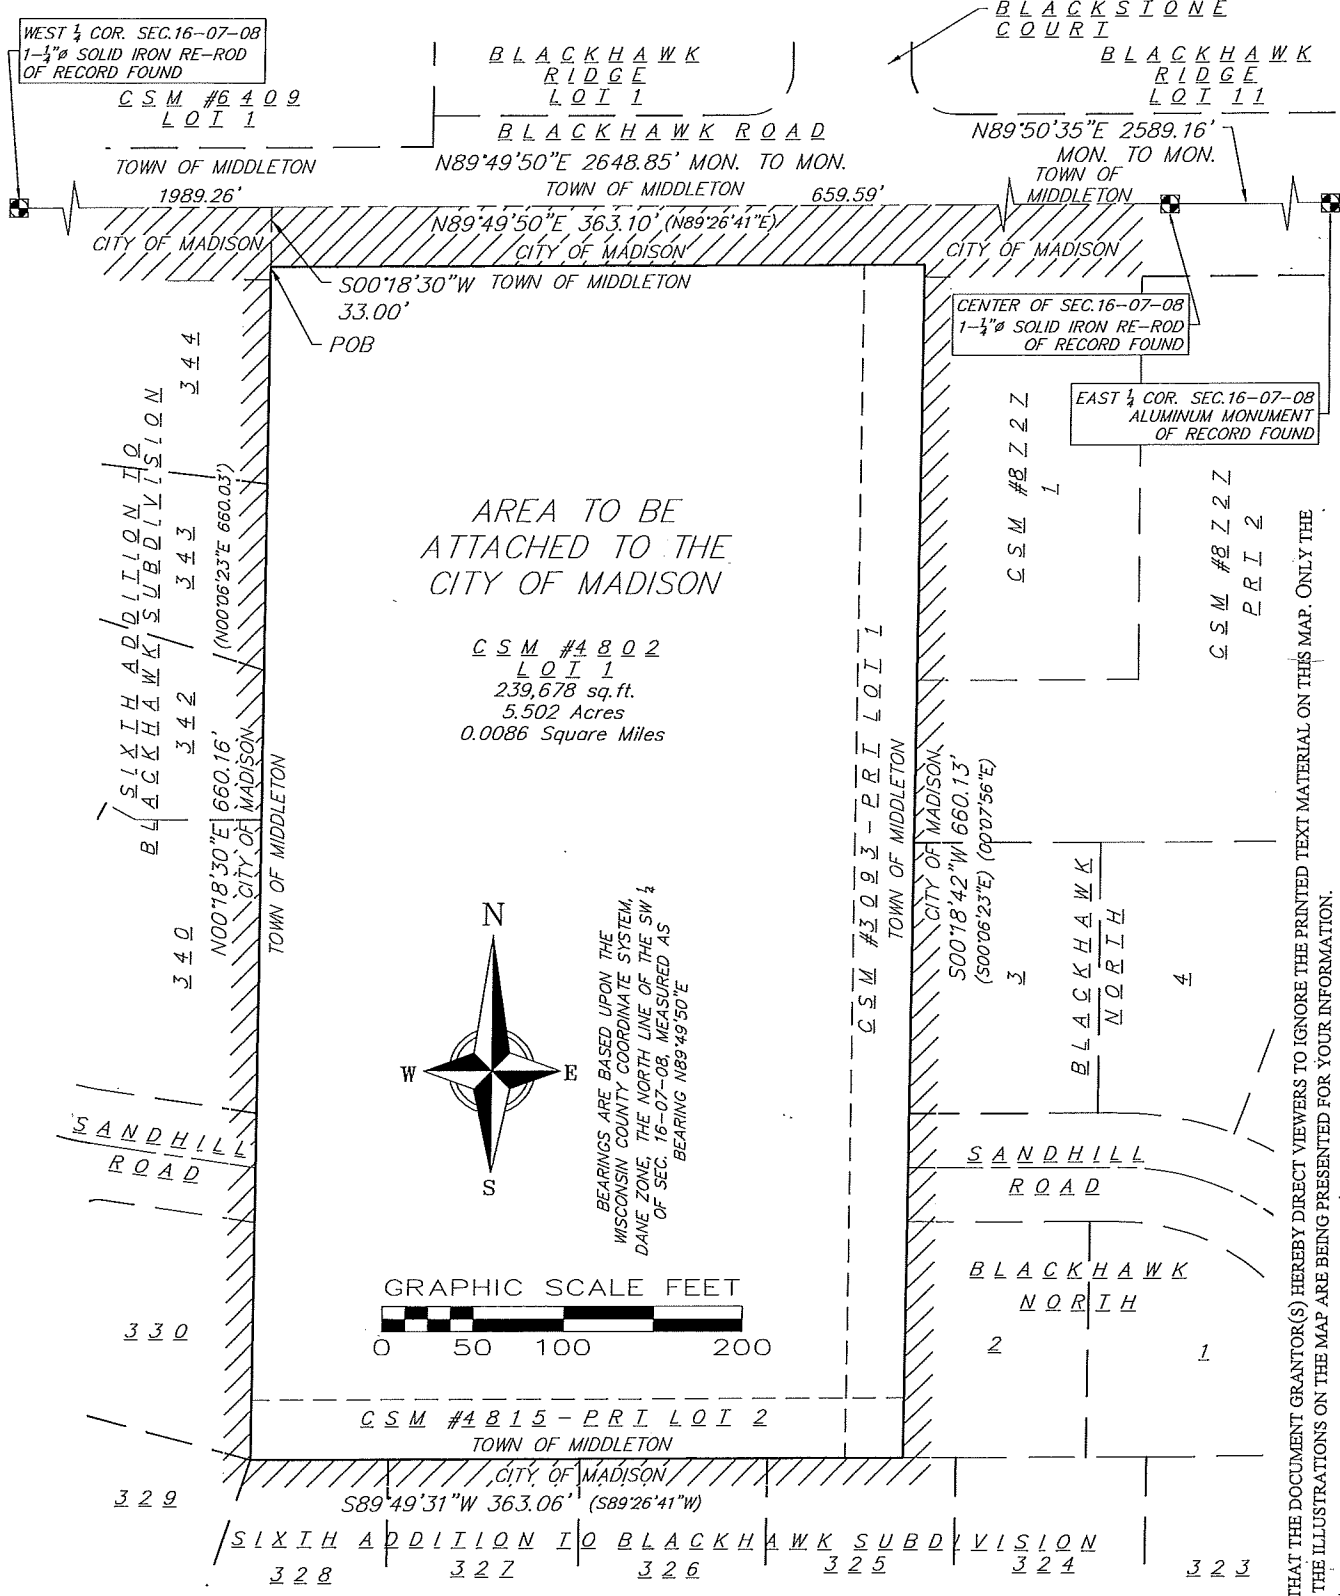 WEST ¼ COR. SEC.16-07-08
1-¼"ø SOLID IRON RE-ROD
OF RECORD FOUND
CSM #6409
LOT 1
BLACKHAWK
RIDGE
LOT 1
BLACKSTONE
COURT
BLACKHAWK
RIDGE
LOT 11
BLACKHAWK ROAD
TOWN OF MIDDLETON
1989.26'
N89°49'50"E 2648.85' MON. TO MON.
TOWN OF MIDDLETON
659.59'
N89°50'35"E 2589.16'
MON. TO MON.
TOWN OF
MIDDLETON
N89°49'50"E 363.10' (N89°26'41"E)
CITY OF MADISON
CITY OF MADISON
CITY OF MADISON
S00°18'30"W
33.00'
TOWN OF MIDDLETON
POB
CENTER OF SEC.16-07-08
1-¼"ø SOLID IRON RE-ROD
OF RECORD FOUND
EAST ¼ COR. SEC.16-07-08
ALUMINUM MONUMENT
OF RECORD FOUND
344
SIXTH ADDITION TO
BLACKHAWK SUBDIVISION
343
342
340
(N00°06'23"E 660.03')
N00°18'30"E 660.16'
CITY OF MADISON
TOWN OF MIDDLETON
AREA TO BE
ATTACHED TO THE
CITY OF MADISON
CSM #4802
LOT 1
239,678 sq.ft.
5.502 Acres
0.0086 Square Miles
CSM #3093-PRT LOT 1
TOWN OF MIDDLETON
CITY OF MADISON
S00°18'42"W 660.13'
(S00°06'23"E) (00°07'56"E)
CSM #8727
1
CSM #8727
PRT 2
3
BLACKHAWK
NORTH
4
N
W
E
S
BEARINGS ARE BASED UPON THE
WISCONSIN COUNTY COORDINATE SYSTEM,
DANE ZONE, THE NORTH LINE OF THE SW ¼
OF SEC. 16-07-08, MEASURED AS
BEARING N89°49'50"E
SANDHILL
ROAD
SANDHILL
ROAD
BLACKHAWK
NORTH
2
1
330
329
GRAPHIC SCALE FEET
0 50 100 200
CSM #4815-PRT LOT 2
TOWN OF MIDDLETON
CITY OF MADISON
S89°49'31"W 363.06' (S89°26'41"W)
SIXTH ADDITION TO BLACKHAWK SUBDIVISION
328 327 326 325 324 323
THAT THE DOCUMENT GRANTOR(S) HEREBY DIRECT VIEWERS TO IGNORE THE PRINTED TEXT MATERIAL ON THIS MAP. ONLY THE
THE ILLUSTRATIONS ON THE MAP ARE BEING PRESENTED FOR YOUR INFORMATION.